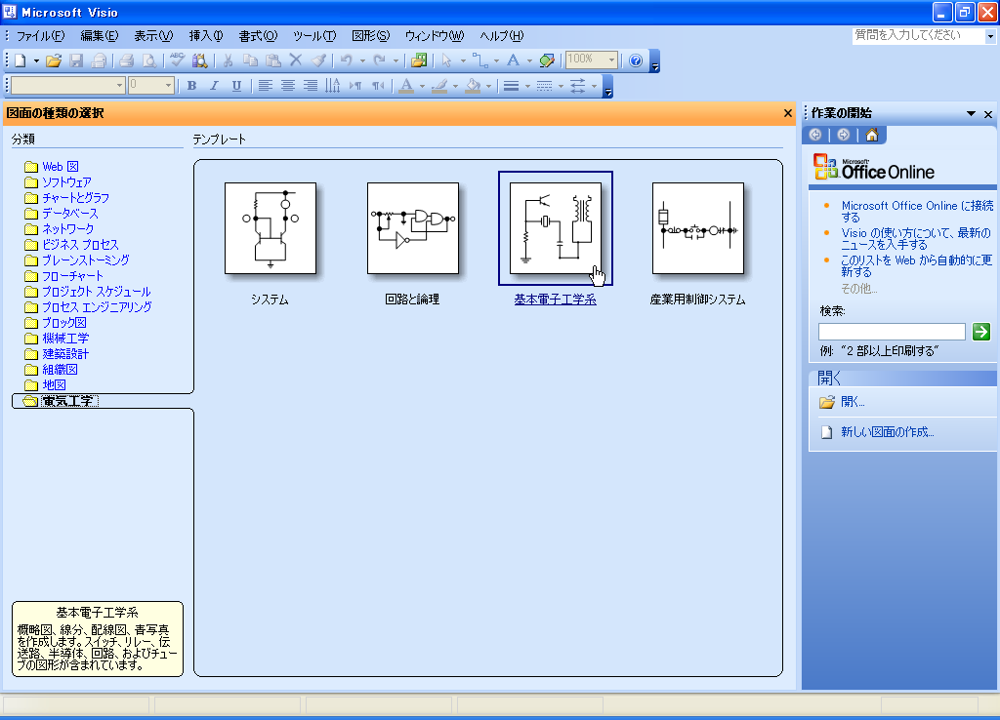 Microsoft Visio
ファイル(F) 編集(E) 表示(V) 挿入(I) 書式(O) ツール(T) 図形(S) ウィンドウ(W) ヘルプ(H)
質問を入力してください
100%
0
B I U
図面の種類の選択
分類
テンプレート
Web 図
ソフトウェア
チャートとグラフ
データベース
ネットワーク
ビジネス プロセス
ブレーンストーミング
フローチャート
プロジェクト スケジュール
プロセス エンジニアリング
ブロック図
機械工学
建築設計
組織図
地図
電気工学
システム
回路と論理
基本電子工学系
産業用制御システム
基本電子工学系
概略図、線分、配線図、青写真
を作成します。スイッチ、リレー、伝
送路、半導体、回路、およびチュー
ブの図形が含まれています。
作業の開始
Microsoft
Office Online
Microsoft Office Online に接続
する
Visio の使い方について、最新の
ニュースを入手する
このリストを Web から自動的に更
新する
その他...
検索:
例: "2 部以上印刷する"
開く
開く...
新しい図面の作成...